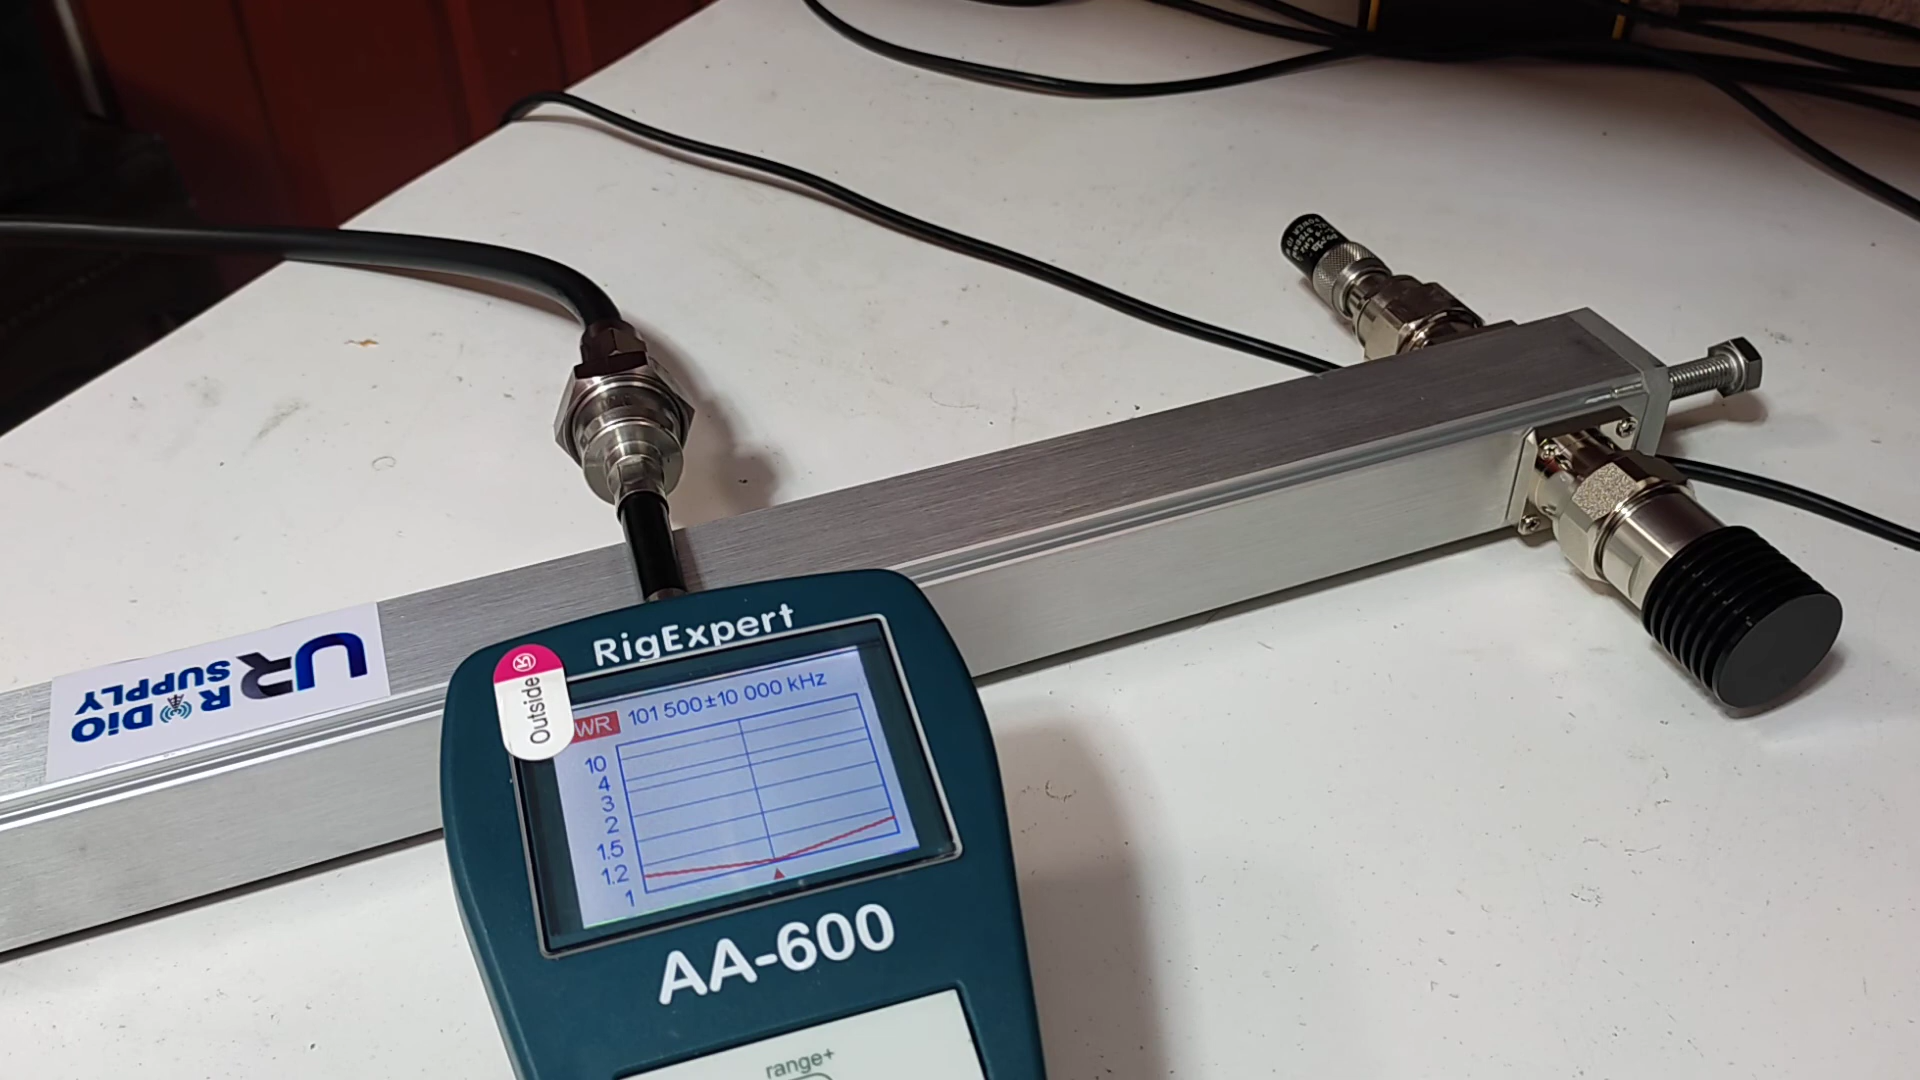 RigExpert
Outside
WR 101 500±10 000 kHz
10
4
3
2
1.5
1.2
1
AA-600
range+
UR
RADiO
SUPPLY